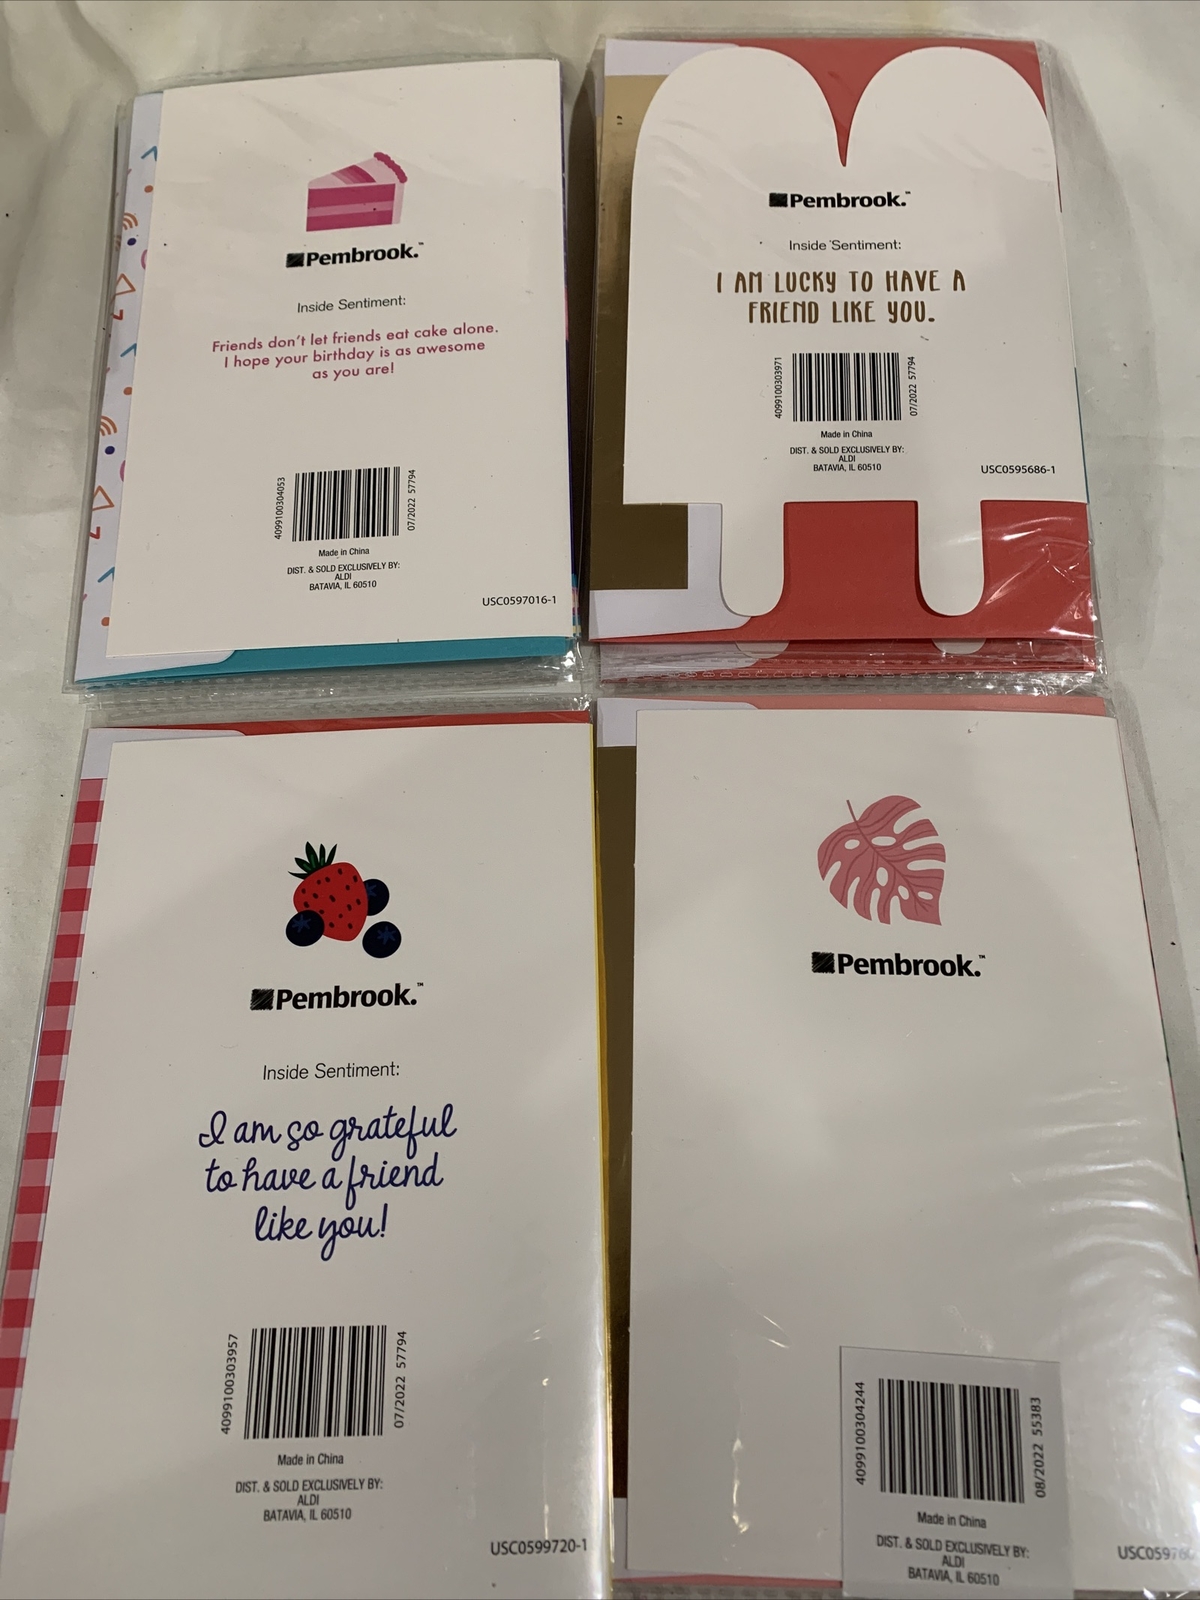 Pembrook.™
Inside Sentiment:
Friends don't let friends eat cake alone.
I hope your birthday is as awesome
as you are!
4099100304053
07/2022 57794
Made in China
DIST. & SOLD EXCLUSIVELY BY:
ALDI
BATAVIA, IL 60510
USC0597016-1
Pembrook.™
Inside Sentiment:
I AM LUCKY TO HAVE A
FRIEND LIKE YOU.
4099100303971
07/2022 57794
Made in China
DIST. & SOLD EXCLUSIVELY BY:
ALDI
BATAVIA, IL 60510
USC0595686-1
Pembrook.™
Inside Sentiment:
I am so grateful
to have a friend
like you!
4099100303957
07/2022 57794
Made in China
DIST. & SOLD EXCLUSIVELY BY:
ALDI
BATAVIA, IL 60510
USC0599720-1
Pembrook.™
4099100304244
08/2022 55383
Made in China
DIST. & SOLD EXCLUSIVELY BY:
ALDI
BATAVIA, IL 60510